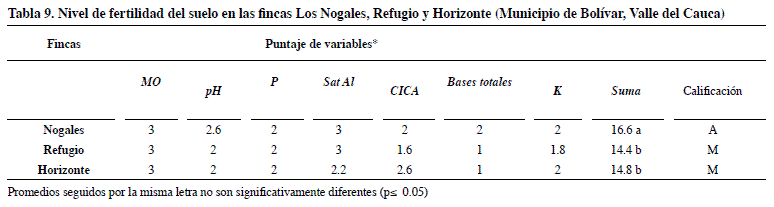 Tabla 9. Nivel de fertilidad del suelo en las fincas Los Nogales, Refugio y Horizonte (Municipio de Bolívar, Valle del Cauca)
Fincas Puntaje de variables*
MO pH P Sat Al CICA Bases totales K Suma Calificación
Nogales 3 2.6 2 3 2 2 2 16.6 a A
Refugio 3 2 2 3 1.6 1 1.8 14.4 b M
Horizonte 3 2 2 2.2 2.6 1 2 14.8 b M
Promedios seguidos por la misma letra no son significativamente diferentes (p≤ 0.05)